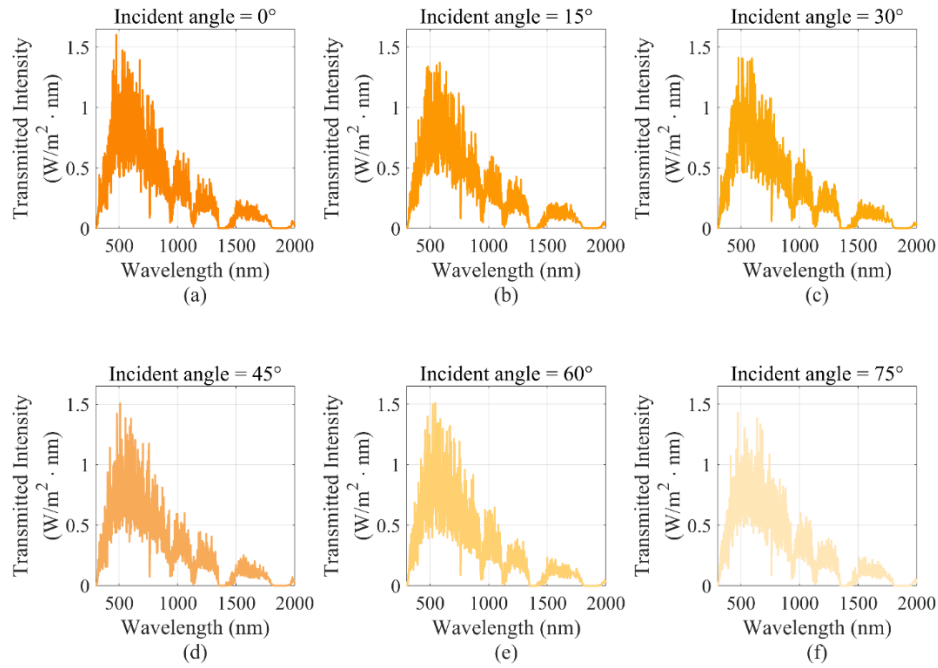 Incident angle = 0°
Transmitted Intensity
(W/m² · nm)
1.5
1
0.5
0
500 1000 1500 2000
Wavelength (nm)
(a)
Incident angle = 15°
Transmitted Intensity
(W/m² · nm)
1.5
1
0.5
0
500 1000 1500 2000
Wavelength (nm)
(b)
Incident angle = 30°
Transmitted Intensity
(W/m² · nm)
1.5
1
0.5
0
500 1000 1500 2000
Wavelength (nm)
(c)
Incident angle = 45°
Transmitted Intensity
(W/m² · nm)
1.5
1
0.5
0
500 1000 1500 2000
Wavelength (nm)
(d)
Incident angle = 60°
Transmitted Intensity
(W/m² · nm)
1.5
1
0.5
0
500 1000 1500 2000
Wavelength (nm)
(e)
Incident angle = 75°
Transmitted Intensity
(W/m² · nm)
1.5
1
0.5
0
500 1000 1500 2000
Wavelength (nm)
(f)